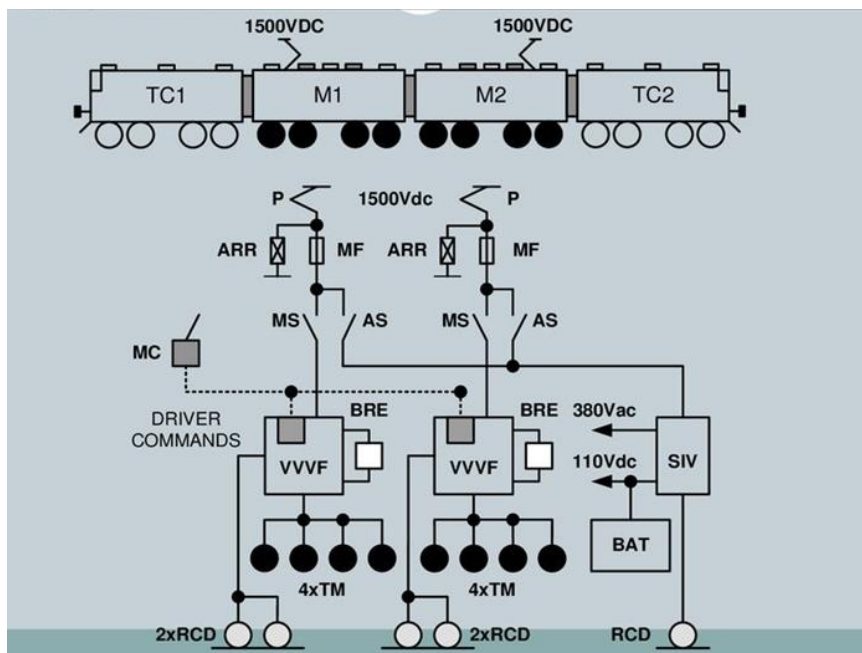 1500VDC 1500VDC
TC1 M1 M2 TC2
P 1500Vdc P
ARR MF ARR MF
MS AS MS AS
MC
DRIVER
COMMANDS
BRE BRE 380Vac
VVVF VVVF 110Vdc SIV
BAT
4xTM 4xTM
2xRCD 2xRCD RCD